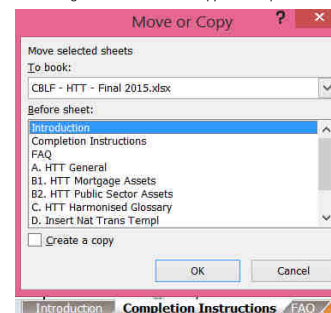 Move or Copy ?
Move selected sheets
To book:
CBLF - HTT - Final 2015.xlsx
Before sheet:
Introduction
Completion Instructions
FAQ
A. HTT General
B1. HTT Mortgage Assets
B2. HTT Public Sector Assets
C. HTT Harmonised Glossary
D. Insert Nat Trans Templ
Create a copy
OK Cancel
Introduction Completion Instructions FAQ